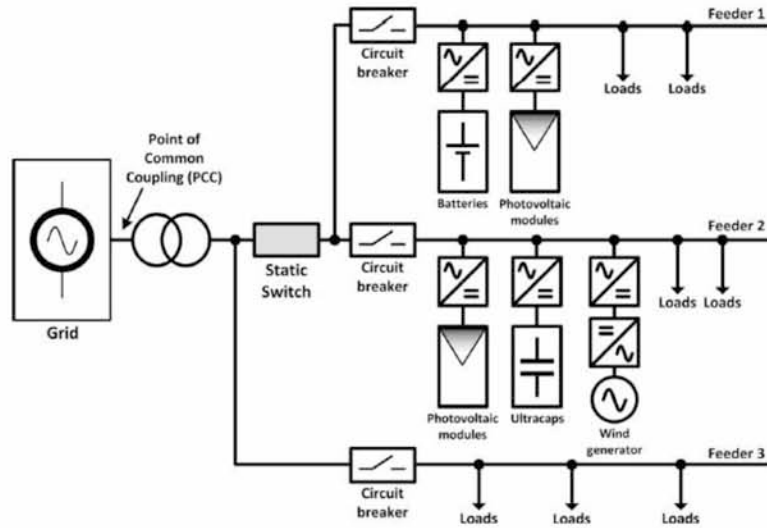 Feeder 1
Circuit
breaker
Loads
Loads
Point of
Common
Coupling (PCC)
Batteries
Photovoltaic
modules
Grid
Static
Switch
Feeder 2
Circuit
breaker
Loads
Loads
Photovoltaic
modules
Ultracaps
Wind
generator
Feeder 3
Circuit
breaker
Loads
Loads
Loads